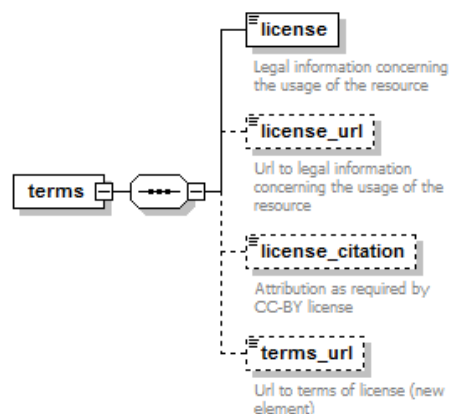 license
Legal information concerning
the usage of the resource
license_url
Url to legal information
concerning the usage of the
resource
terms
license_citation
Attribution as required by
CC-BY license
terms_url
Url to terms of license (new
element)